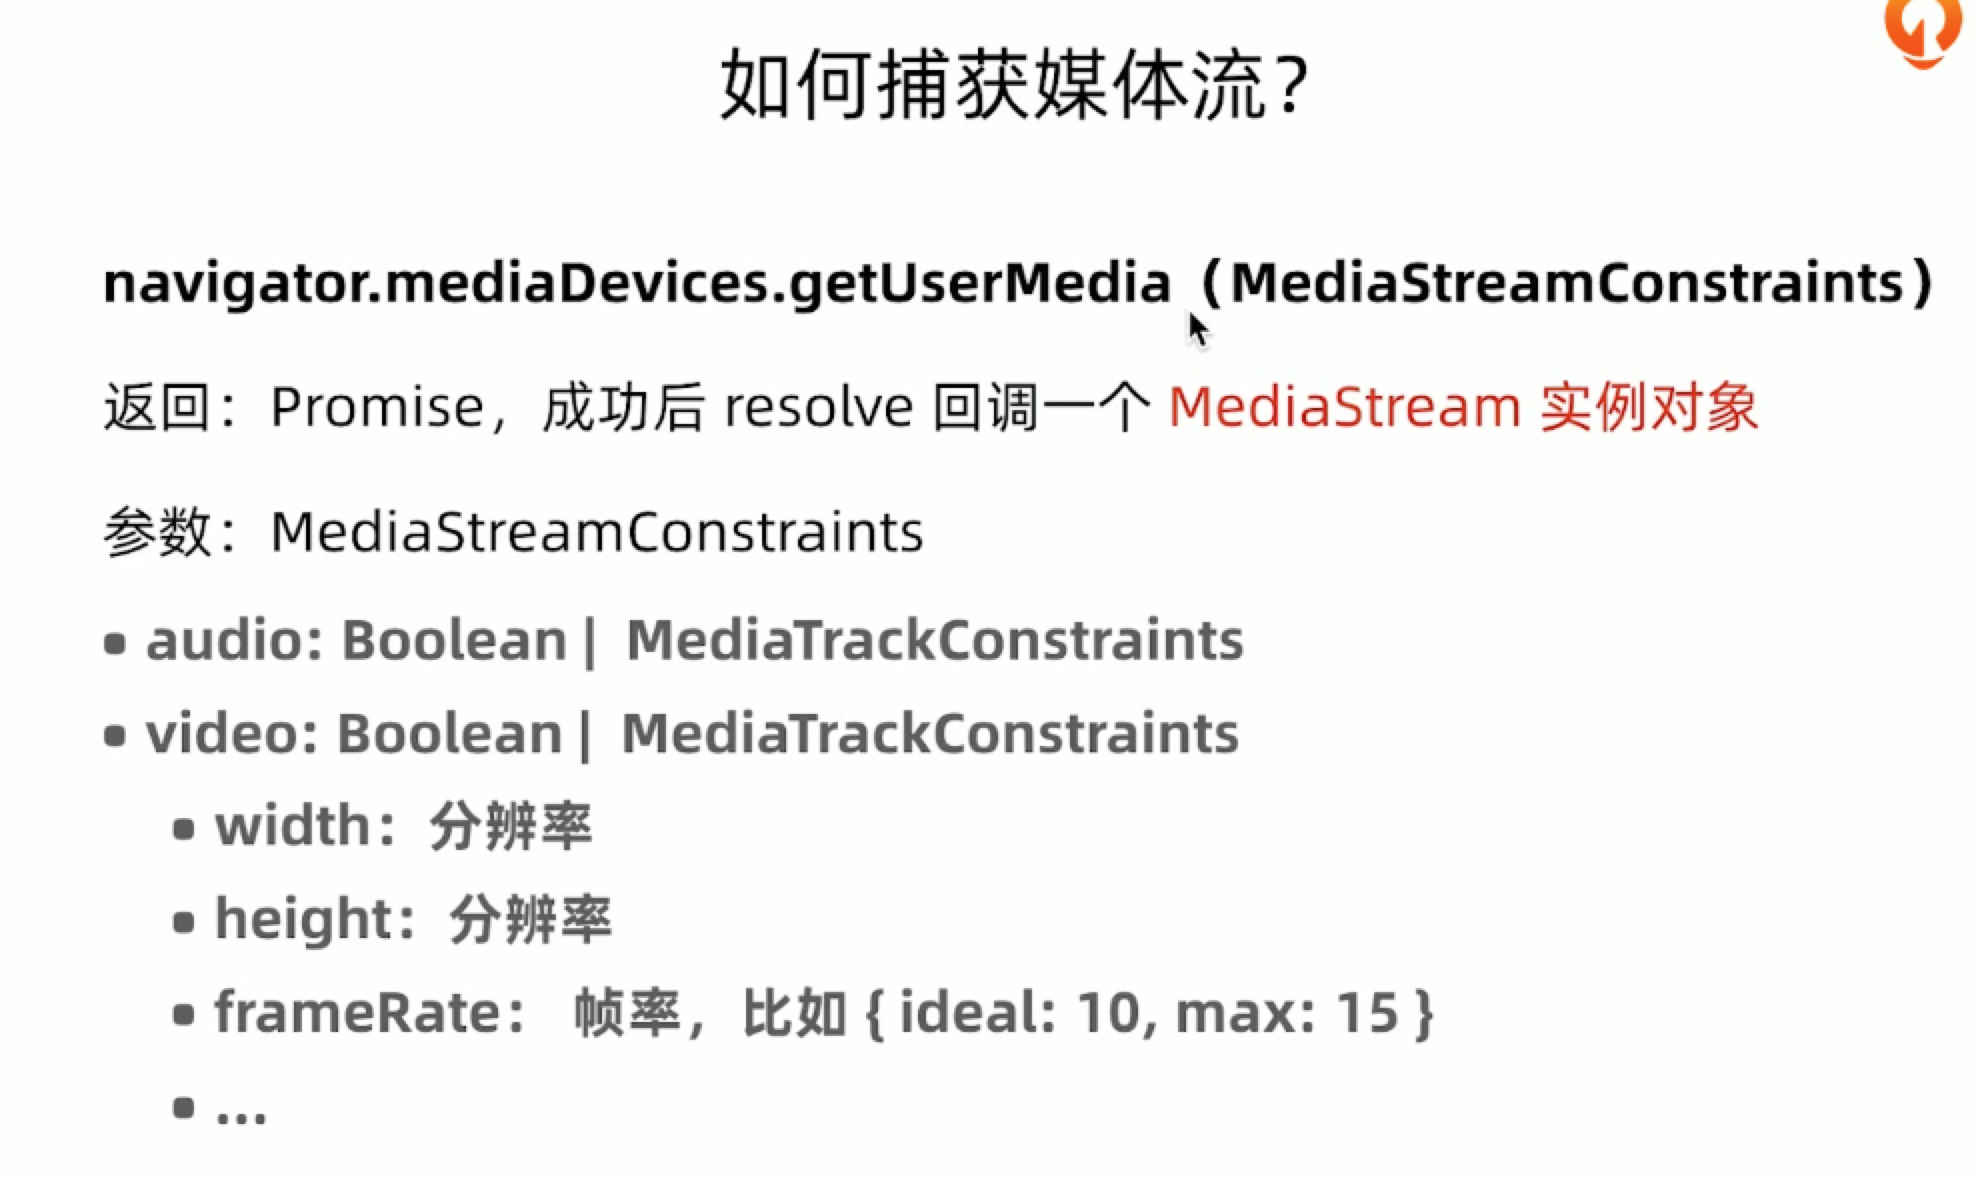 如何捕获媒体流？
navigator.mediaDevices.getUserMedia（MediaStreamConstraints）
返回：Promise，成功后 resolve 回调一个 MediaStream 实例对象
参数：MediaStreamConstraints
• audio: Boolean | MediaTrackConstraints
• video: Boolean | MediaTrackConstraints
• width：分辨率
• height：分辨率
• frameRate： 帧率，比如 { ideal: 10, max: 15 }
• ...